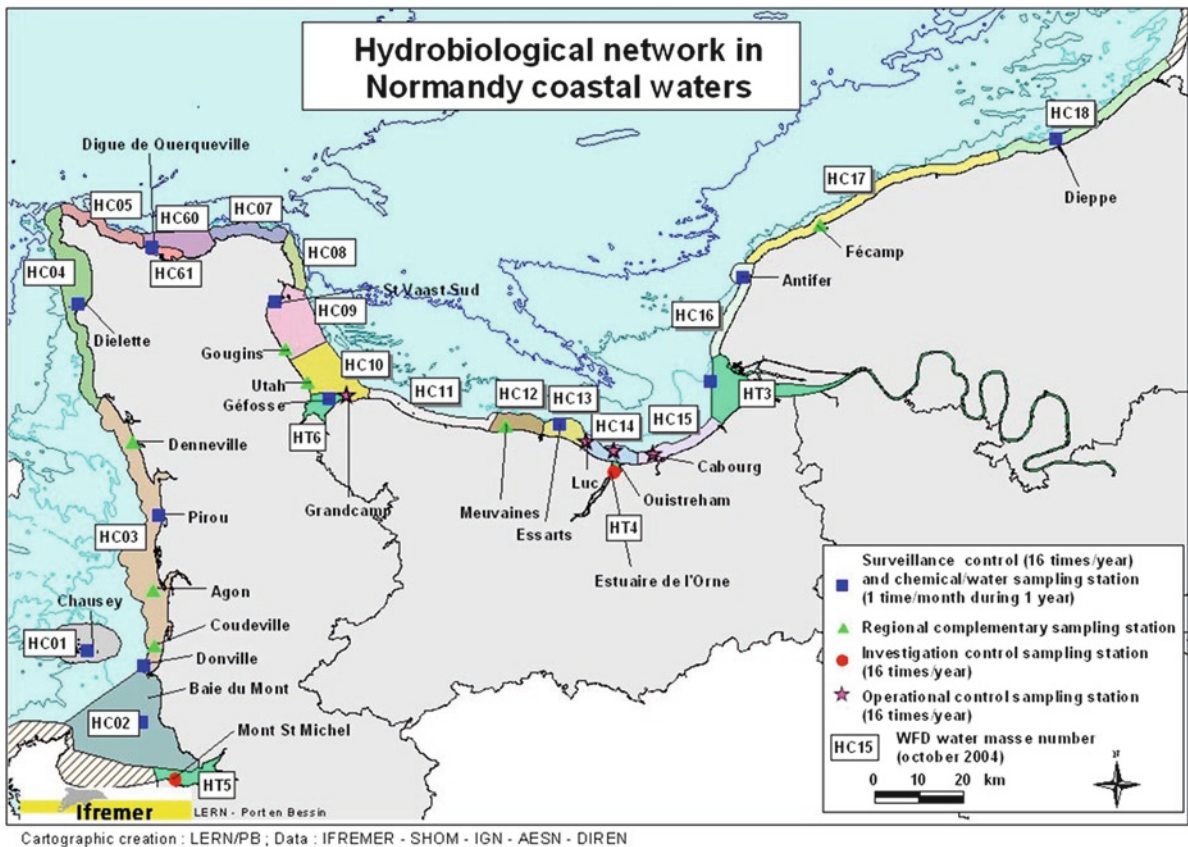 Hydrobiological network in
Normandy coastal waters
Digue de Querqueville
HC05
HC60
HC07
HC61
HC08
HC04
St Vaast Sud
HC09
Dielette
Gougins
HC10
Utah
Géfosse
HC11
HC12
HC13
HC14
HC15
HT6
Denneville
Grandcamp
Meuvaines
Essarts
Luc
Ouistreham
Cabourg
HT4
Estuaire de l'Orne
HC18
HC17
Dieppe
Fécamp
Antifer
HC16
HT3
Pirou
HC03
Agon
Chausey
HC01
Coudeville
Donville
Baie du Mont
HC02
Mont St Michel
HT5
Surveillance control (16 times/year)
and chemical/water sampling station
(1 time/month during 1 year)
Regional complementary sampling station
Investigation control sampling station
(16 times/year)
Operational control sampling station
(16 times/year)
HC15 WFD water masse number
(october 2004)
0 10 20 km
Ifremer
LERN - Port en Bessin
Cartographic creation : LERN/PB ; Data : IFREMER - SHOM - IGN - AESN - DIREN